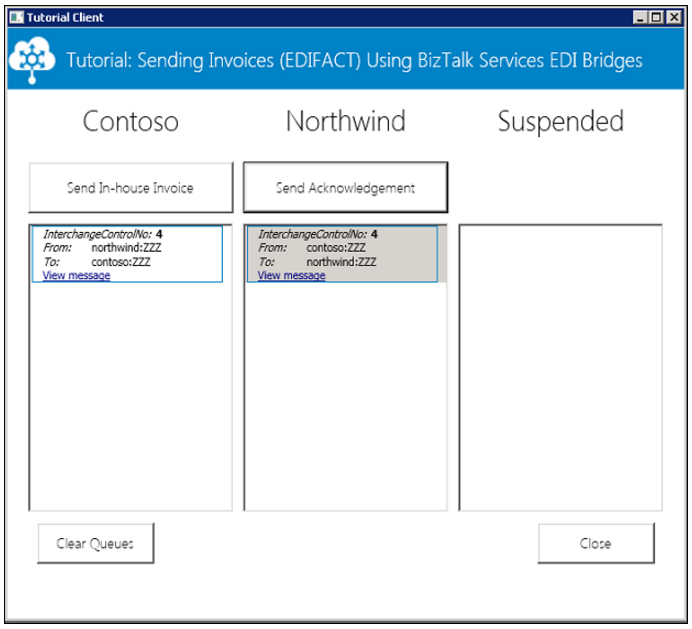 Tutorial Client
Tutorial: Sending Invoices (EDIFACT) Using BizTalk Services EDI Bridges
Contoso
Northwind
Suspended
Send In-house Invoice
Send Acknowledgement
InterchangeControlNo: 4
From: northwind:ZZZ
To: contoso:ZZZ
View message
InterchangeControlNo: 4
From: contoso:ZZZ
To: northwind:ZZZ
View message
Clear Queues
Close